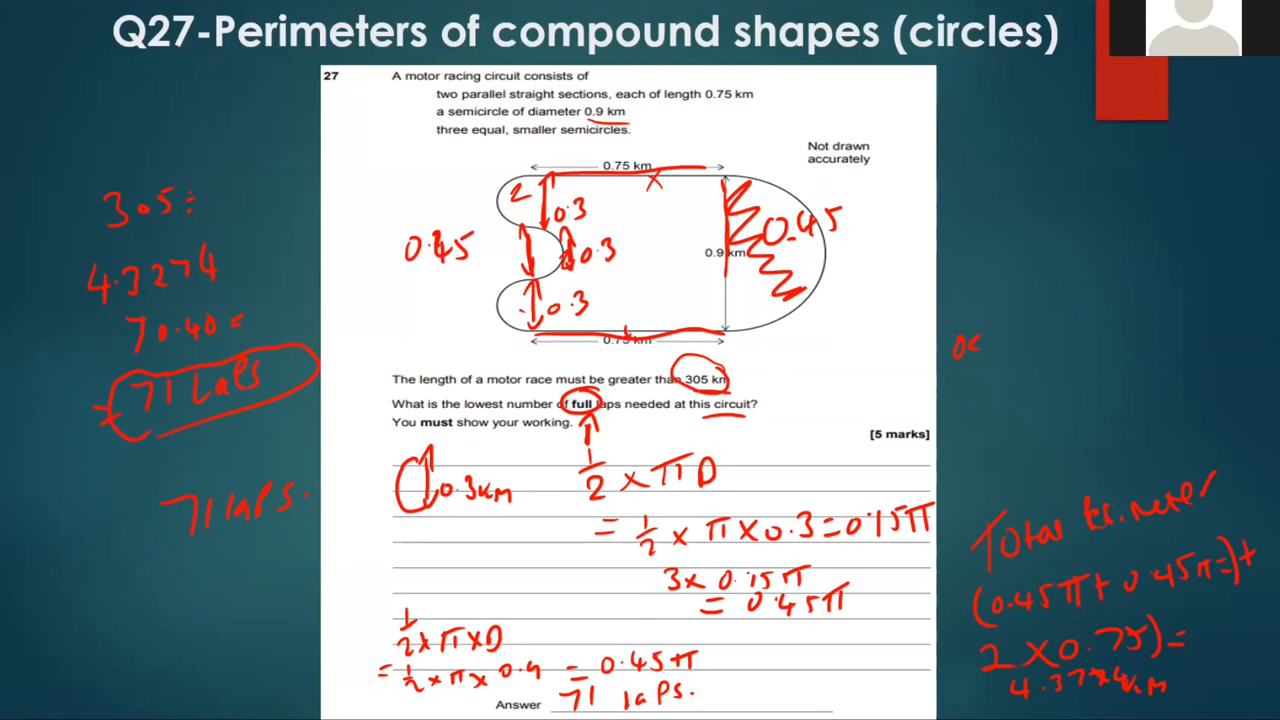 Q27-Perimeters of compound shapes (circles)
27 A motor racing circuit consists of
two parallel straight sections, each of length 0.75 km
a semicircle of diameter 0.9 km
three equal, smaller semicircles.
Not drawn
accurately
0.75 km
2
0.3
0.45
0.3
0.9 km
0.45
0.3
0.75 km
305÷
4.3274
70.40=
= 71 Laps
71 laps.
The length of a motor race must be greater than 305 km
What is the lowest number of full laps needed at this circuit?
You must show your working.
[5 marks]
0.3km
1/2 × πD
= 1/2 × π × 0.3 = 0.15π
3× 0.15π
= 0.45π
1/2 × π × D
= 1/2 × π × 0.9 = 0.45π
Answer 71 laps.
Total
(0.45π + 0.45π=)+
2 × 0.75) =